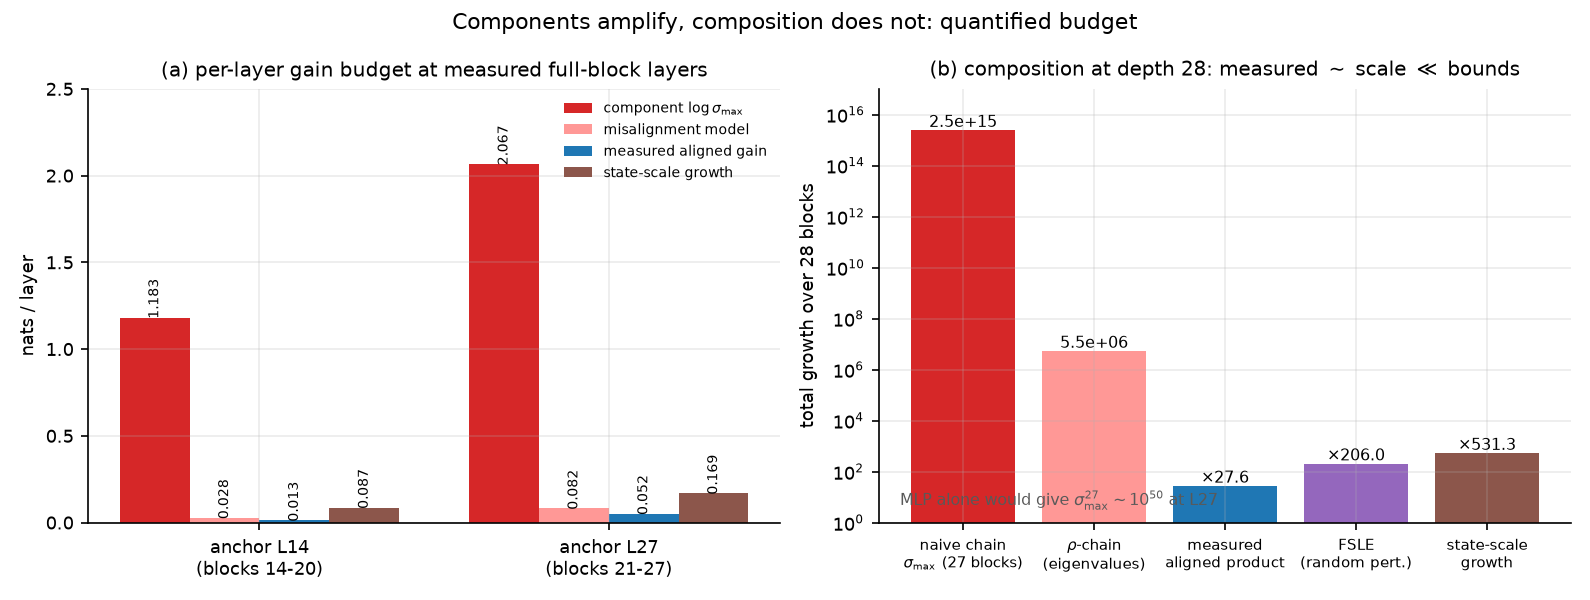 Components amplify, composition does not: quantified budget
(a) per-layer gain budget at measured full-block layers
nats / layer
2.5
2.0
1.5
1.0
0.5
0.0
component log σ_max
misalignment model
measured aligned gain
state-scale growth
1.183
0.028
0.013
0.087
2.067
0.082
0.052
0.169
anchor L14
(blocks 14-20)
anchor L27
(blocks 21-27)
(b) composition at depth 28: measured ~ scale ≪ bounds
total growth over 28 blocks
10^16
10^14
10^12
10^10
10^8
10^6
10^4
10^2
10^0
2.5e+15
5.5e+06
×27.6
×206.0
×531.3
MLP alone would give σ_max^27 ~ 10^50 at L27
naive chain
σ_max (27 blocks)
ρ-chain
(eigenvalues)
measured
aligned product
FSLE
(random pert.)
state-scale
growth